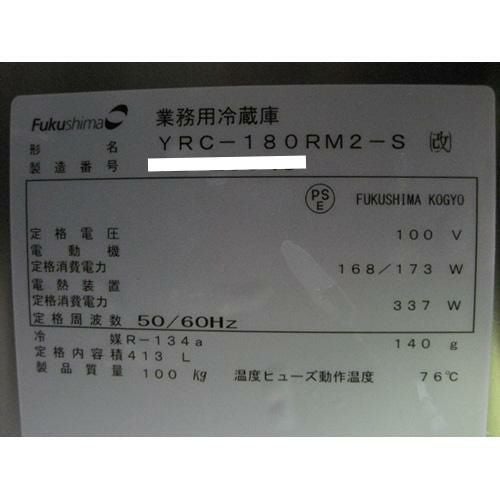 Fukushima 業務用冷蔵庫
形名 YRC-180RM2-S 改
製造番号
PSE FUKUSHIMA KOGYO
定格電圧 100 V
電動機
定格消費電力 168/173 W
電熱装置
定格消費電力 337 W
定格周波数 50/60Hz
冷媒 R-134a 140 g
定格内容積 413 L
製品質量 100 kg 温度ヒューズ動作温度 76℃